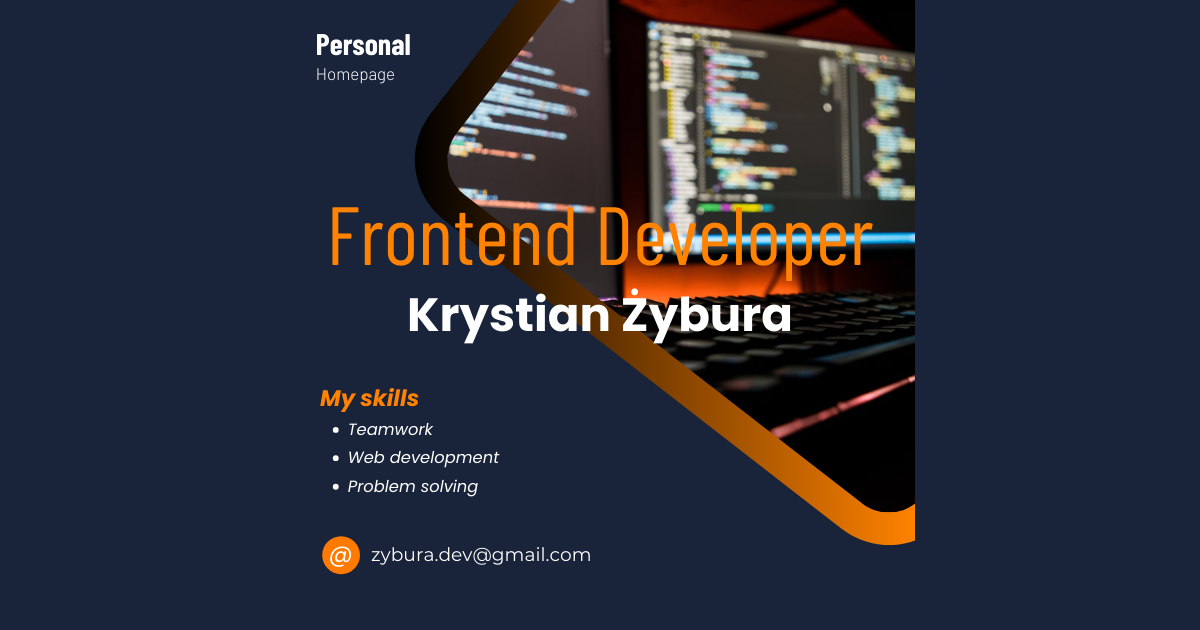 Personal
Homepage
Frontend Developer
Krystian Żybura
My skills
Teamwork
Web development
Problem solving
@ zybura.dev@gmail.com